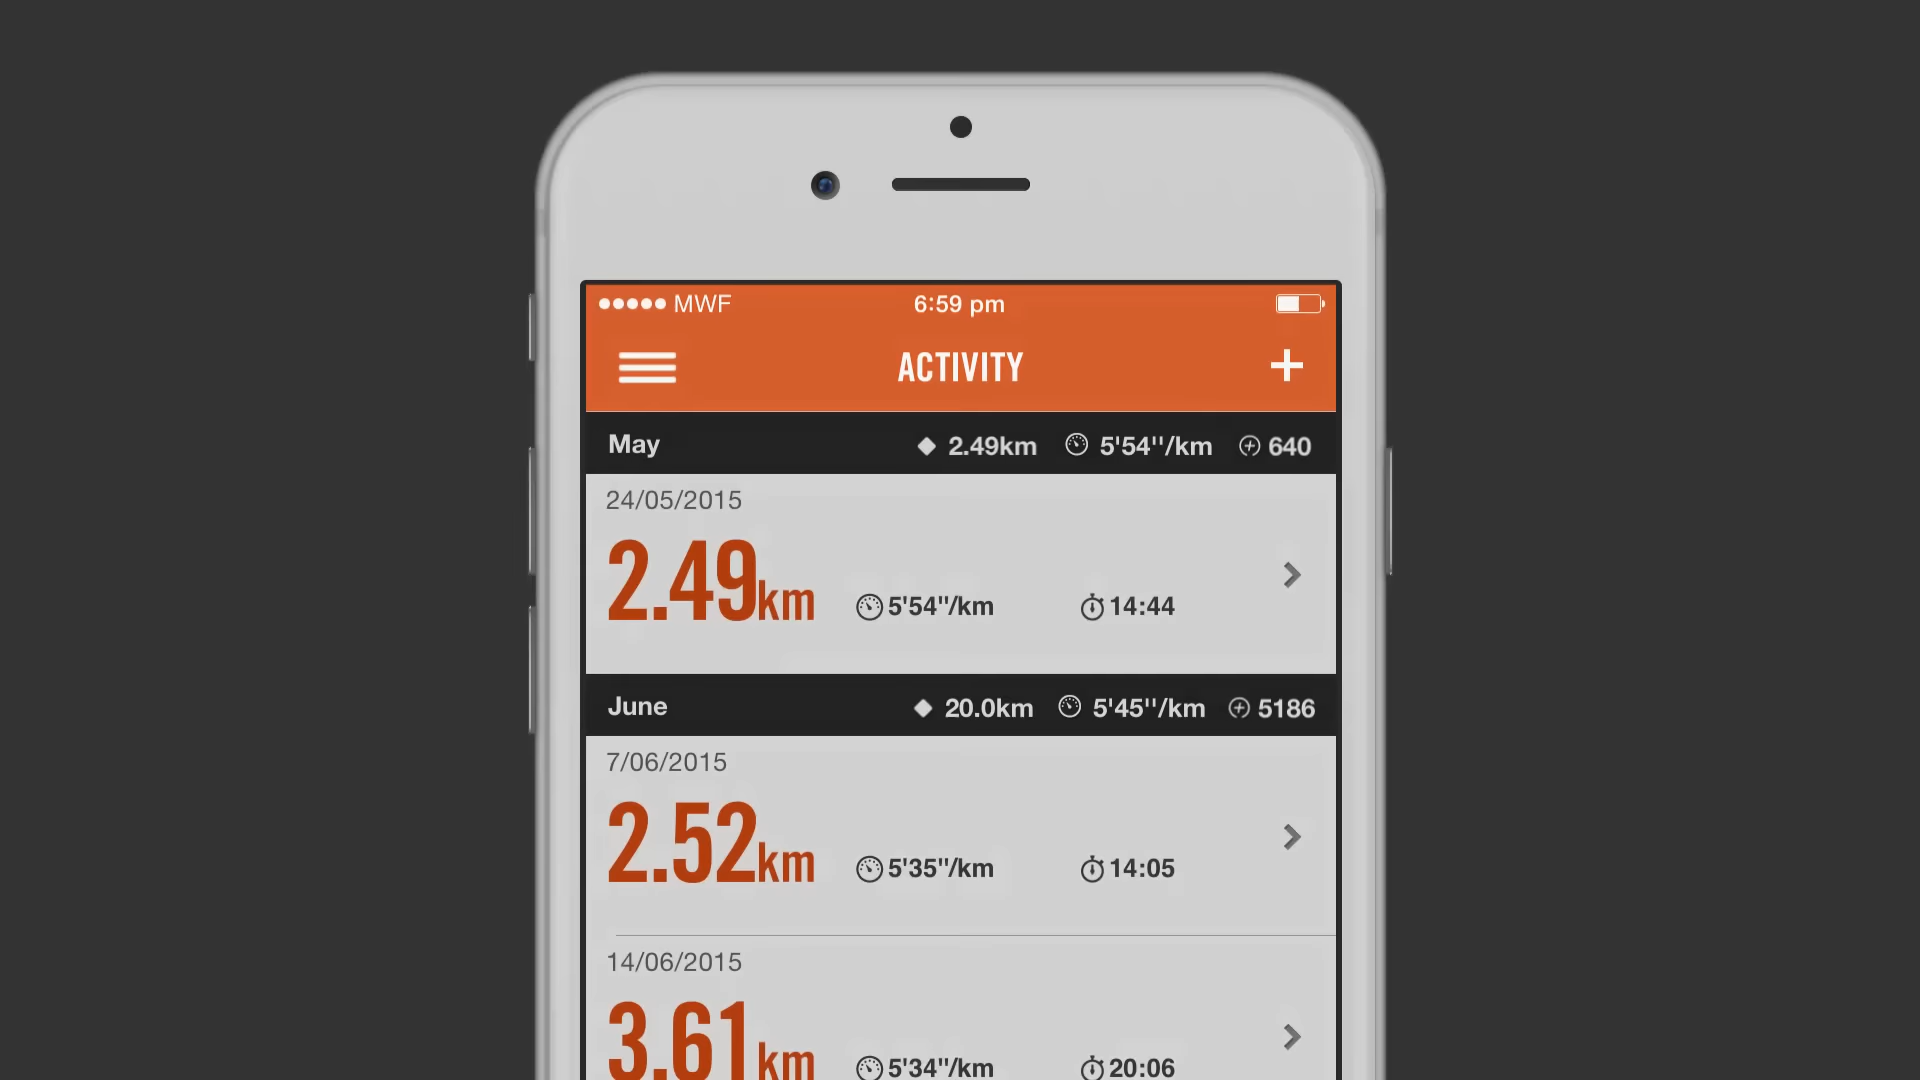 MWF 6:59 pm
ACTIVITY
May 2.49km 5'54''/km 640
24/05/2015
2.49km 5'54''/km 14:44
June 20.0km 5'45''/km 5186
7/06/2015
2.52km 5'35''/km 14:05
14/06/2015
3.61km 5'34''/km 20:06